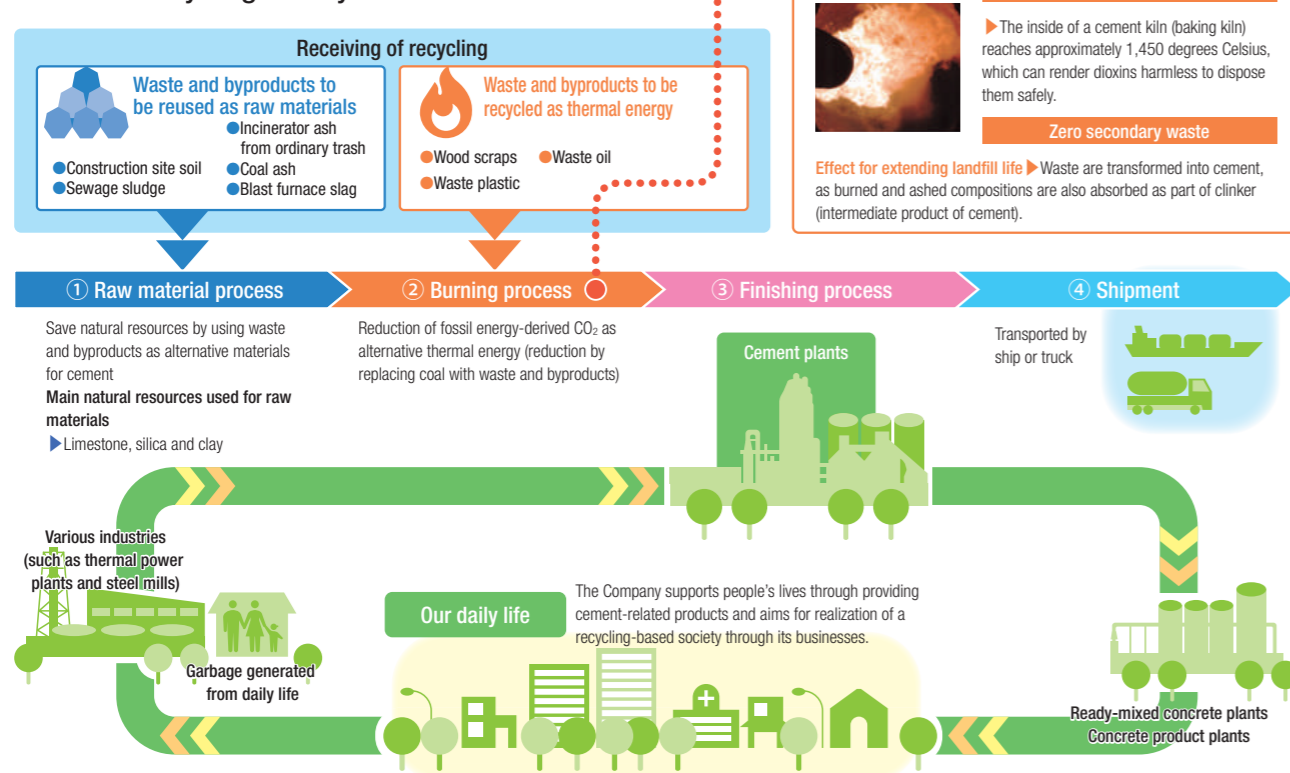 Receiving of recycling
Waste and byproducts to
be reused as raw materials
●Construction site soil
●Sewage sludge
●Incinerator ash
from ordinary trash
●Coal ash
●Blast furnace slag
Waste and byproducts to be
recycled as thermal energy
●Wood scraps ●Waste oil
●Waste plastic
▶The inside of a cement kiln (baking kiln)
reaches approximately 1,450 degrees Celsius,
which can render dioxins harmless to dispose
them safely.
Zero secondary waste
Effect for extending landfill life ▶Waste are transformed into cement,
as burned and ashed compositions are also absorbed as part of clinker
(intermediate product of cement).
① Raw material process
② Burning process
③ Finishing process
④ Shipment
Save natural resources by using waste
and byproducts as alternative materials
for cement
Main natural resources used for raw
materials
▶Limestone, silica and clay
Reduction of fossil energy-derived CO₂ as
alternative thermal energy (reduction by
replacing coal with waste and byproducts)
Cement plants
Transported by
ship or truck
Various industries
(such as thermal power
plants and steel mills)
Garbage generated
from daily life
Our daily life
The Company supports people's lives through providing
cement-related products and aims for realization of a
recycling-based society through its businesses.
Ready-mixed concrete plants
Concrete product plants